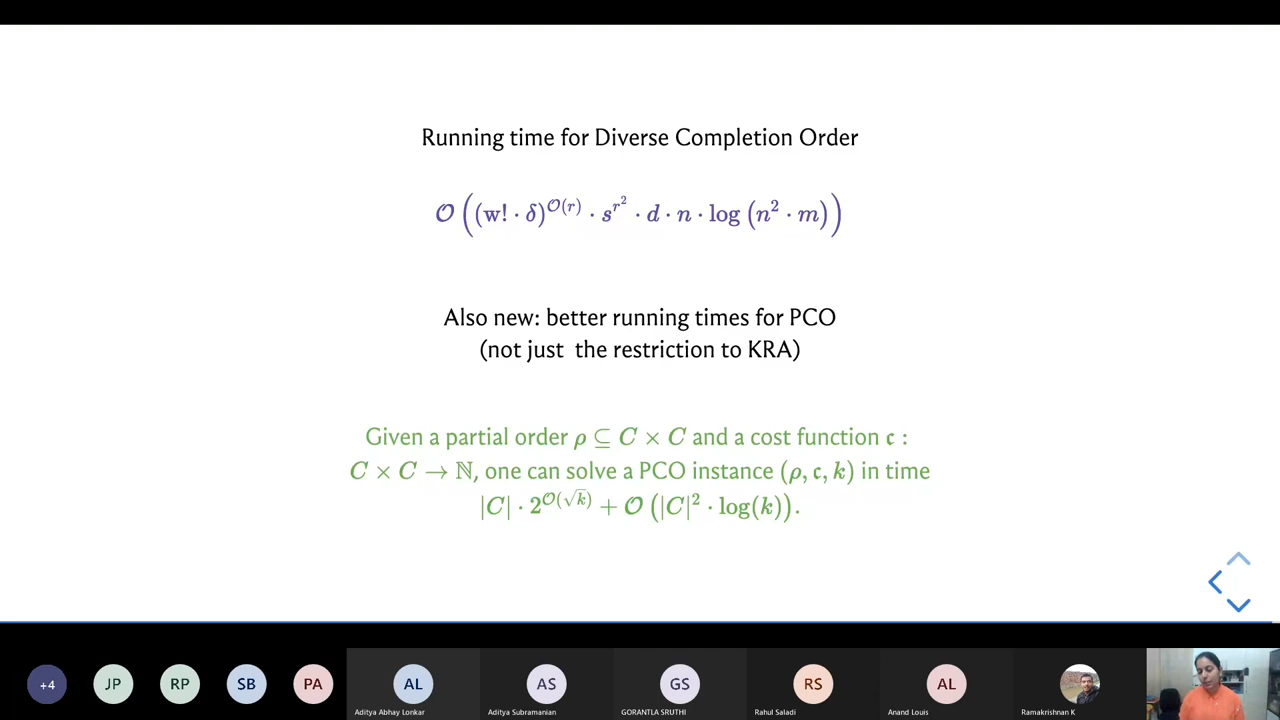 Running time for Diverse Completion Order
𝒪 ((w! · δ)^𝒪(r) · s^r² · d · n · log (n² · m))
Also new: better running times for PCO
(not just the restriction to KRA)
Given a partial order ρ ⊆ C × C and a cost function 𝔠 :
C × C → ℕ, one can solve a PCO instance (ρ, 𝔠, k) in time
|C| · 2^𝒪(√k) + 𝒪 (|C|² · log(k)).
+4 JP RP SB PA AL AS GS RS AL
Aditya Abhay Lonkar Aditya Subramanian GORANTLA SRUTHI Rahul Saladi Anand Louis Ramakrishnan K